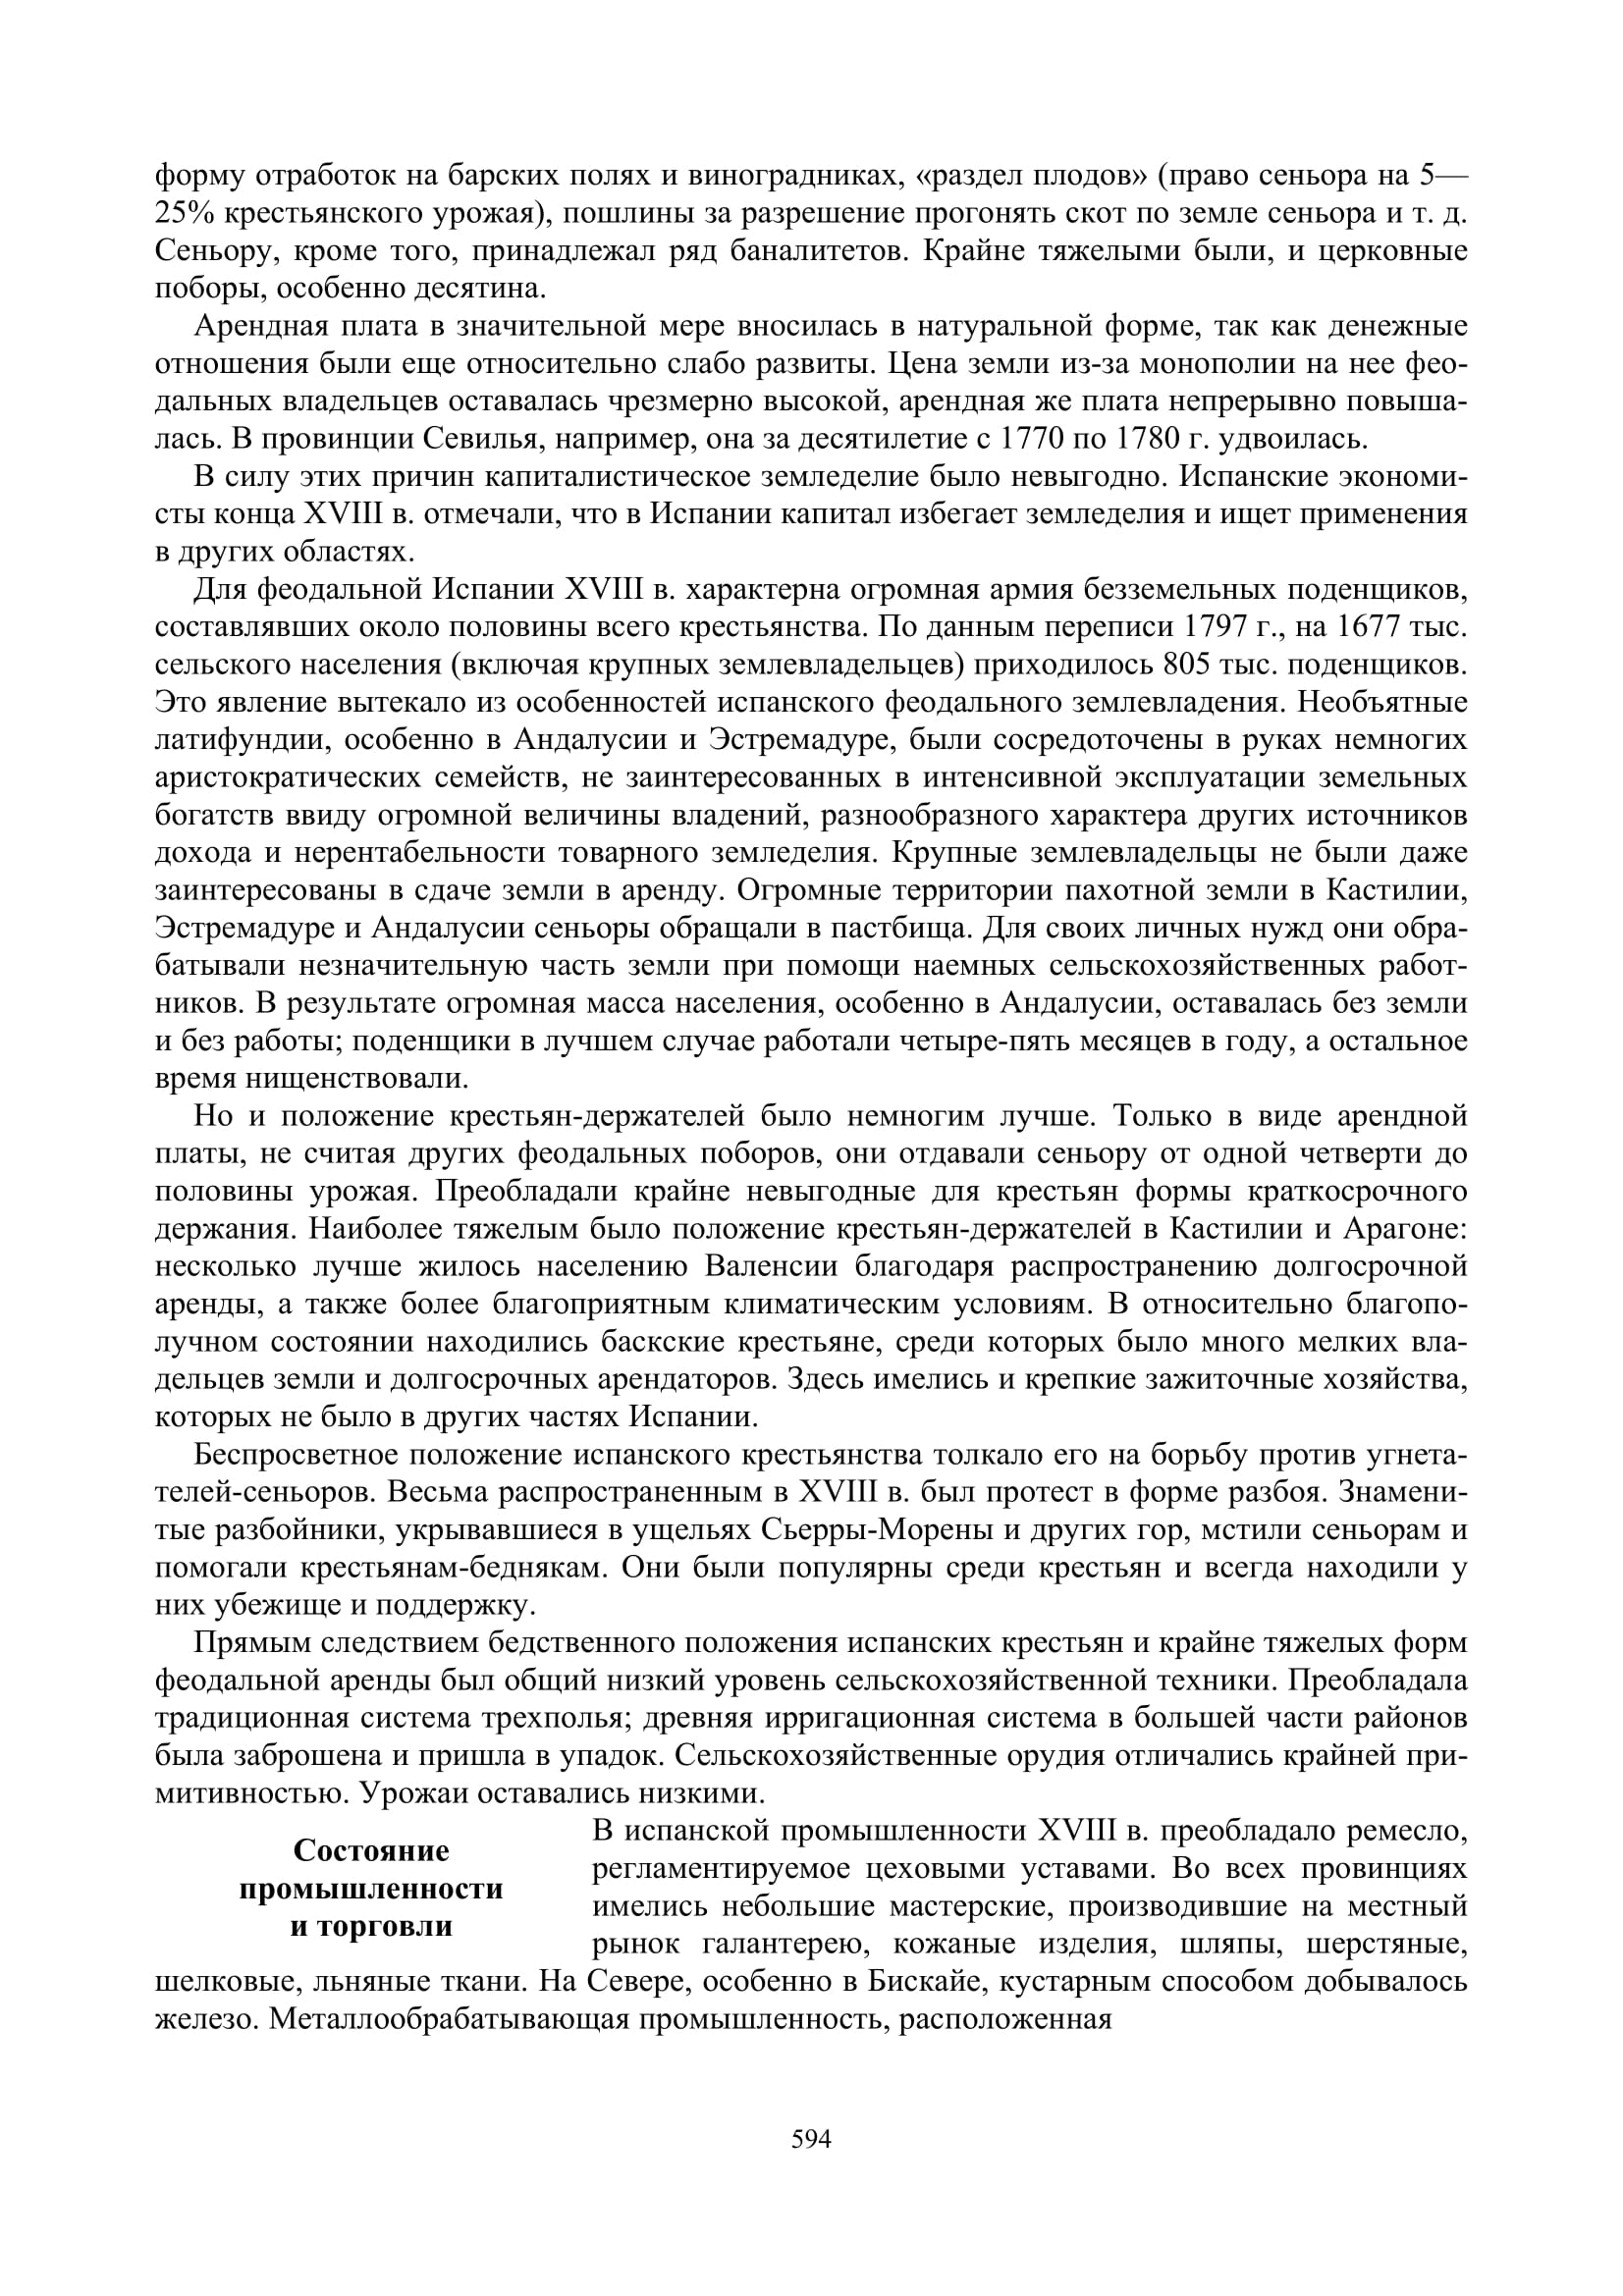 форму отработок на барских полях и виноградниках, «раздел плодов» (право сеньора на 5—
25% крестьянского урожая), пошлины за разрешение прогонять скот по земле сеньора и т. д.
Сеньору, кроме того, принадлежал ряд баналитетов. Крайне тяжелыми были, и церковные
поборы, особенно десятина.
Арендная плата в значительной мере вносилась в натуральной форме, так как денежные
отношения были еще относительно слабо развиты. Цена земли из-за монополии на нее фео-
дальных владельцев оставалась чрезмерно высокой, арендная же плата непрерывно повыша-
лась. В провинции Севилья, например, она за десятилетие с 1770 по 1780 г. удвоилась.
В силу этих причин капиталистическое земледелие было невыгодно. Испанские экономи-
сты конца XVIII в. отмечали, что в Испании капитал избегает земледелия и ищет применения
в других областях.
Для феодальной Испании XVIII в. характерна огромная армия безземельных поденщиков,
составлявших около половины всего крестьянства. По данным переписи 1797 г., на 1677 тыс.
сельского населения (включая крупных землевладельцев) приходилось 805 тыс. поденщиков.
Это явление вытекало из особенностей испанского феодального землевладения. Необъятные
латифундии, особенно в Андалусии и Эстремадуре, были сосредоточены в руках немногих
аристократических семейств, не заинтересованных в интенсивной эксплуатации земельных
богатств ввиду огромной величины владений, разнообразного характера других источников
дохода и нерентабельности товарного земледелия. Крупные землевладельцы не были даже
заинтересованы в сдаче земли в аренду. Огромные территории пахотной земли в Кастилии,
Эстремадуре и Андалусии сеньоры обращали в пастбища. Для своих личных нужд они обра-
батывали незначительную часть земли при помощи наемных сельскохозяйственных работ-
ников. В результате огромная масса населения, особенно в Андалусии, оставалась без земли
и без работы; поденщики в лучшем случае работали четыре-пять месяцев в году, а остальное
время нищенствовали.
Но и положение крестьян-держателей было немногим лучше. Только в виде арендной
платы, не считая других феодальных поборов, они отдавали сеньору от одной четверти до
половины урожая. Преобладали крайне невыгодные для крестьян формы краткосрочного
держания. Наиболее тяжелым было положение крестьян-держателей в Кастилии и Арагоне:
несколько лучше жилось населению Валенсии благодаря распространению долгосрочной
аренды, а также более благоприятным климатическим условиям. В относительно благопо-
лучном состоянии находились баскские крестьяне, среди которых было много мелких вла-
дельцев земли и долгосрочных арендаторов. Здесь имелись и крепкие зажиточные хозяйства,
которых не было в других частях Испании.
Беспросветное положение испанского крестьянства толкало его на борьбу против угнета-
телей-сеньоров. Весьма распространенным в XVIII в. был протест в форме разбоя. Знамени-
тые разбойники, укрывавшиеся в ущельях Сьерры-Морены и других гор, мстили сеньорам и
помогали крестьянам-беднякам. Они были популярны среди крестьян и всегда находили у
них убежище и поддержку.
Прямым следствием бедственного положения испанских крестьян и крайне тяжелых форм
феодальной аренды был общий низкий уровень сельскохозяйственной техники. Преобладала
традиционная система трехполья; древняя ирригационная система в большей части районов
была заброшена и пришла в упадок. Сельскохозяйственные орудия отличались крайней при-
митивностью. Урожаи оставались низкими.
Состояние
промышленности
и торговли
В испанской промышленности XVIII в. преобладало ремесло,
регламентируемое цеховыми уставами. Во всех провинциях
имелись небольшие мастерские, производившие на местный
рынок галантерею, кожаные изделия, шляпы, шерстяные,
шелковые, льняные ткани. На Севере, особенно в Бискайе, кустарным способом добывалось
железо. Металлообрабатывающая промышленность, расположенная
594